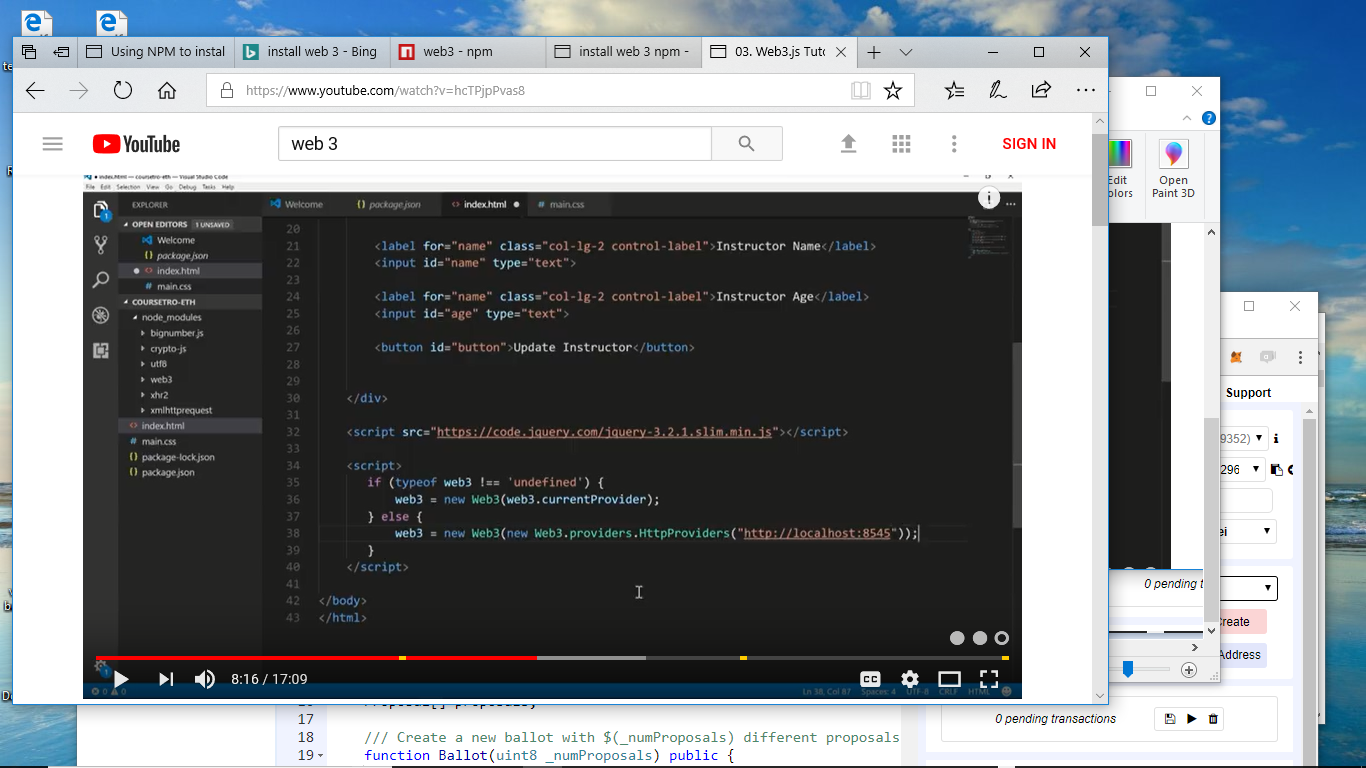 Using NPM to instal
install web 3 - Bing
web3 - npm
install web 3 npm -
03. Web3.js Tuto
https://www.youtube.com/watch?v=hcTPjpPvas8
YouTube
web 3
SIGN IN
index.html — coursetro-eth — Visual Studio Code
File Edit Selection View Go Debug Tasks Help
EXPLORER
OPEN EDITORS 1 UNSAVED
Welcome
package.json
index.html
main.css
COURSETRO-ETH
node_modules
bignumber.js
crypto-js
utf8
web3
xhr2
xmlhttprequest
index.html
main.css
package-lock.json
package.json
Welcome
package.json
index.html
main.css
20
21 <label for="name" class="col-lg-2 control-label">Instructor Name</label>
22 <input id="name" type="text">
23
24 <label for="name" class="col-lg-2 control-label">Instructor Age</label>
25 <input id="age" type="text">
26
27 <button id="button">Update Instructor</button>
28
29
30 </div>
31
32 <script src="https://code.jquery.com/jquery-3.2.1.slim.min.js"></script>
33
34 <script>
35 if (typeof web3 !== 'undefined') {
36 web3 = new Web3(web3.currentProvider);
37 } else {
38 web3 = new Web3(new Web3.providers.HttpProviders("http://localhost:8545"));
39 }
40 </script>
41
42 </body>
43 </html>
8:16 / 17:09
CC
Ln 38, Col 87 Spaces: 4 UTF-8 CRLF HTML
Edit
olors
Open
Paint 3D
Support
9352)
296
ei
0 pending t
reate
Address
0 pending transactions
17
18 /// Create a new ballot with $(_numProposals) different proposals
19 function Ballot(uint8 _numProposals) public {